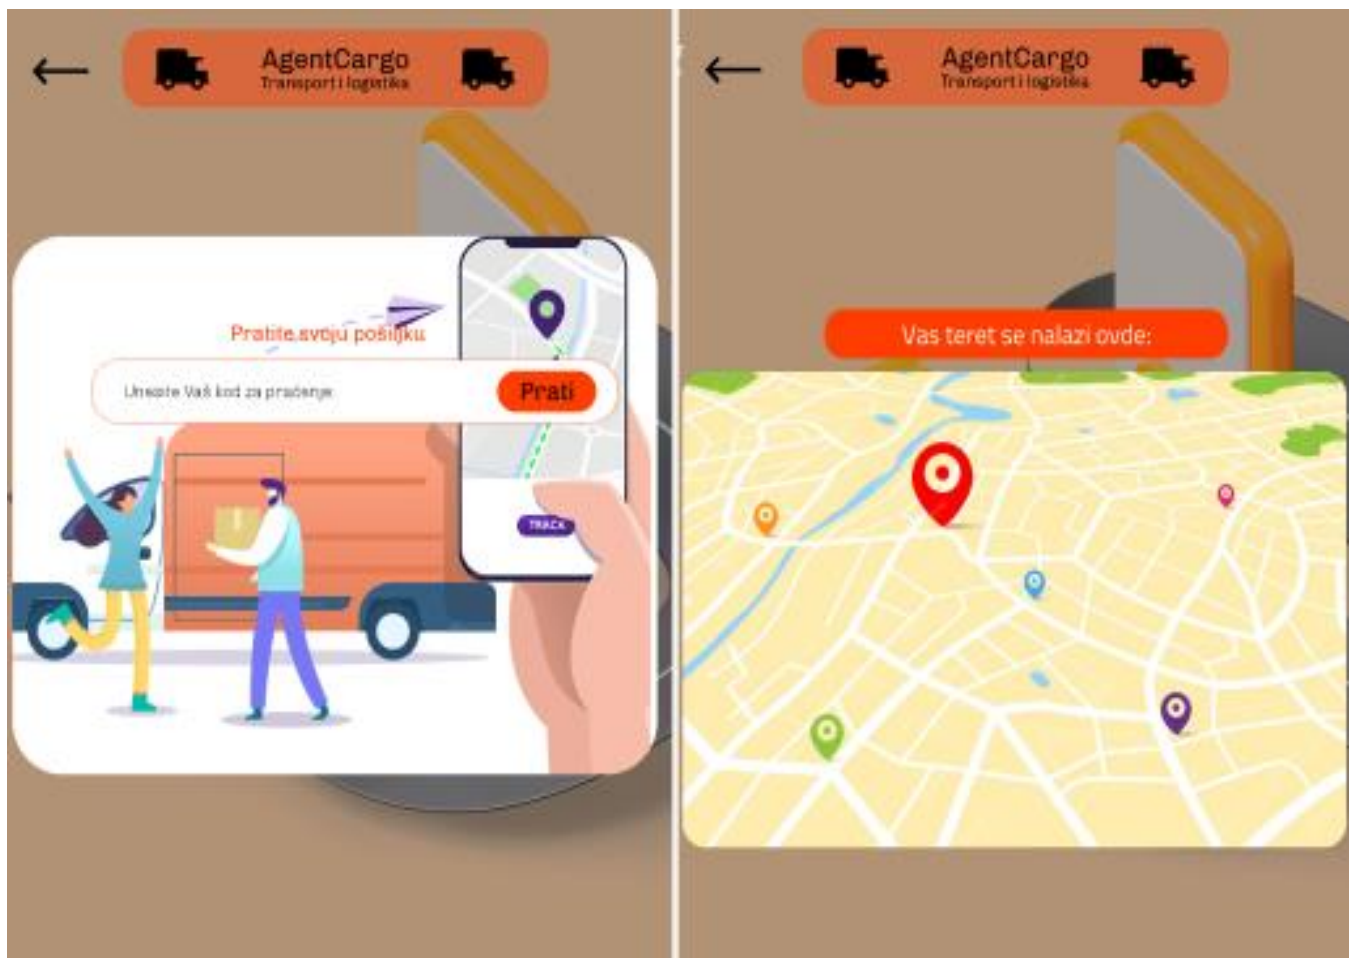 AgentCargo
Transport i logistika
Pratite svoju pošiljku
Unesite Vaš kod za praćenje
Prati
TRACK
AgentCargo
Transport i logistika
Vas teret se nalazi ovde: